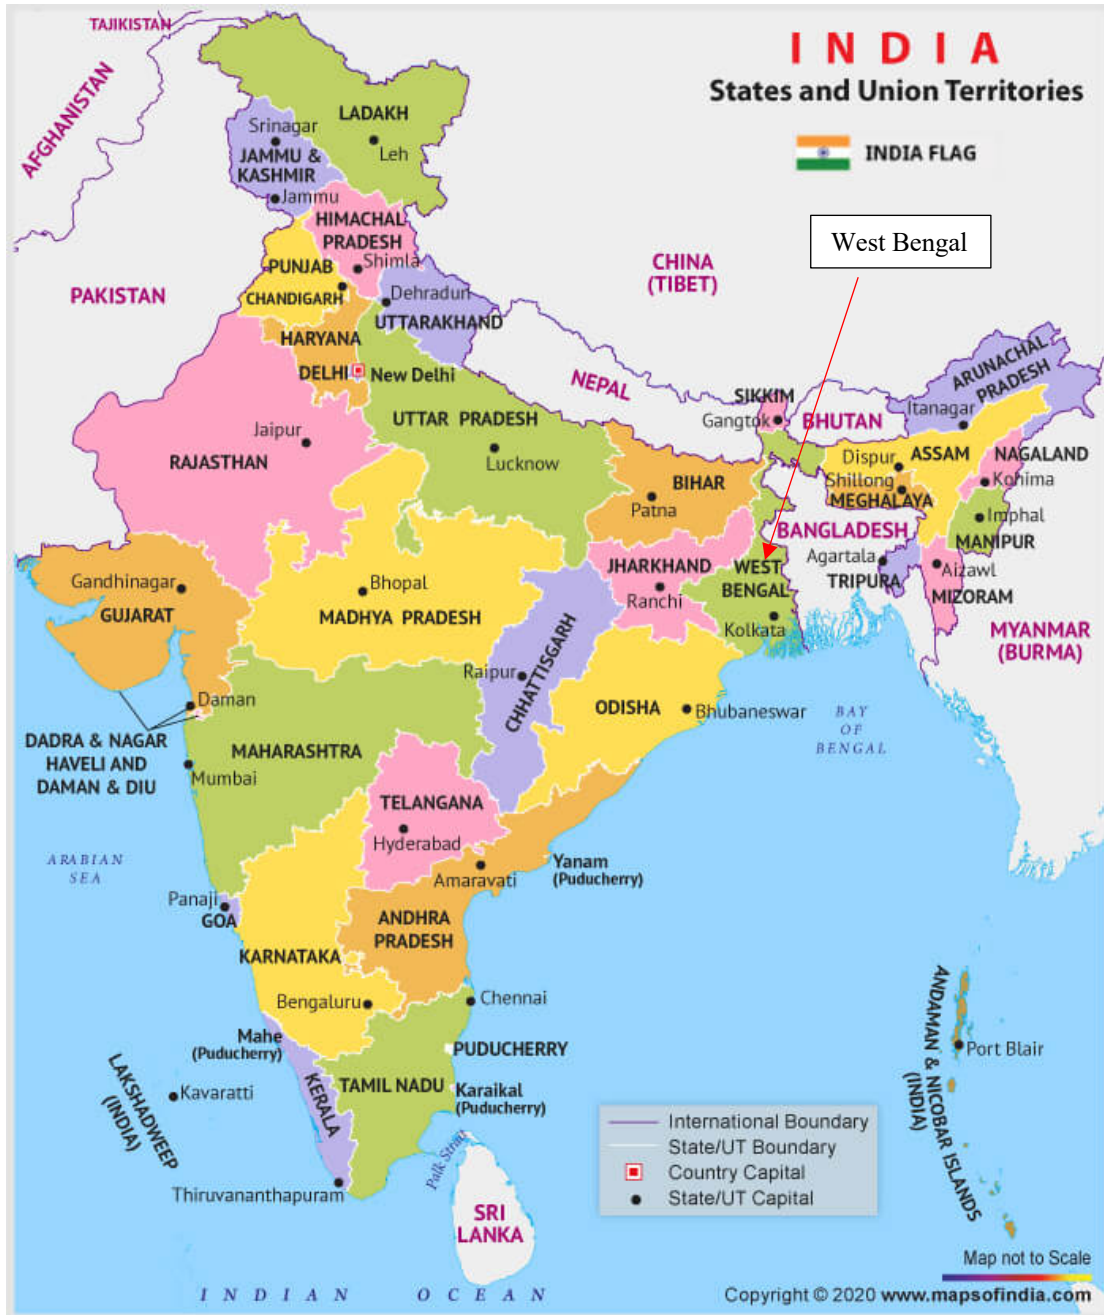 INDIA
States and Union Territories
INDIA FLAG
West Bengal
TAJIKISTAN
AFGHANISTAN
PAKISTAN
CHINA
(TIBET)
NEPAL
BHUTAN
BANGLADESH
MYANMAR
(BURMA)
SRI
LANKA
LADAKH
Leh
Srinagar
JAMMU &
KASHMIR
Jammu
HIMACHAL
PRADESH
Shimla
PUNJAB
CHANDIGARH
Dehradun
UTTARAKHAND
HARYANA
DELHI
New Delhi
UTTAR PRADESH
Lucknow
Jaipur
RAJASTHAN
BIHAR
Patna
SIKKIM
Gangtok
ARUNACHAL
PRADESH
Itanagar
Dispur
ASSAM
NAGALAND
Kohima
Shillong
MEGHALAYA
Imphal
MANIPUR
Agartala
TRIPURA
Aizawl
MIZORAM
JHARKHAND
Ranchi
WEST
BENGAL
Kolkata
Gandhinagar
GUJARAT
Bhopal
MADHYA PRADESH
Raipur
CHHATTISGARH
ODISHA
Bhubaneswar
BAY
OF
BENGAL
Daman
DADRA & NAGAR
HAVELI AND
DAMAN & DIU
MAHARASHTRA
Mumbai
TELANGANA
Hyderabad
ARABIAN
SEA
Amaravati
Yanam
(Puducherry)
Panaji
GOA
ANDHRA
PRADESH
KARNATAKA
Bengaluru
Chennai
Mahe
(Puducherry)
PUDUCHERRY
KERALA
TAMIL NADU
Karaikal
(Puducherry)
LAKSHADWEEP
(INDIA)
Kavaratti
Thiruvananthapuram
Palk Strait
ANDAMAN & NICOBAR ISLANDS
(INDIA)
Port Blair
International Boundary
State/UT Boundary
Country Capital
State/UT Capital
INDIAN OCEAN
Map not to Scale
Copyright © 2020 www.mapsofindia.com